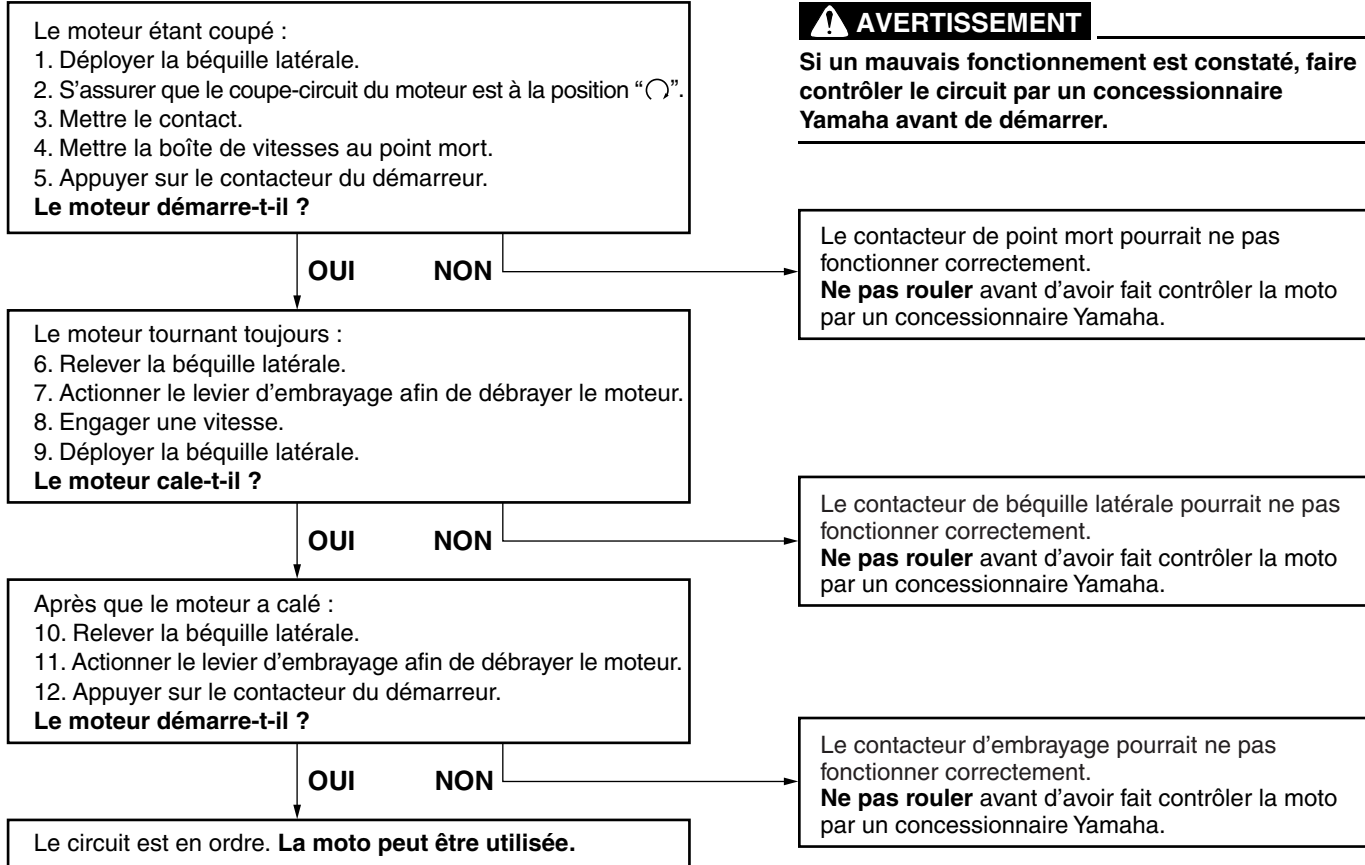 Le moteur étant coupé :
1. Déployer la béquille latérale.
2. S'assurer que le coupe-circuit du moteur est à la position “○”.
3. Mettre le contact.
4. Mettre la boîte de vitesses au point mort.
5. Appuyer sur le contacteur du démarreur.
Le moteur démarre-t-il ?
AVERTISSEMENT
Si un mauvais fonctionnement est constaté, faire
contrôler le circuit par un concessionnaire
Yamaha avant de démarrer.
OUI NON
Le contacteur de point mort pourrait ne pas
fonctionner correctement.
Ne pas rouler avant d'avoir fait contrôler la moto
par un concessionnaire Yamaha.
Le moteur tournant toujours :
6. Relever la béquille latérale.
7. Actionner le levier d'embrayage afin de débrayer le moteur.
8. Engager une vitesse.
9. Déployer la béquille latérale.
Le moteur cale-t-il ?
OUI NON
Le contacteur de béquille latérale pourrait ne pas
fonctionner correctement.
Ne pas rouler avant d'avoir fait contrôler la moto
par un concessionnaire Yamaha.
Après que le moteur a calé :
10. Relever la béquille latérale.
11. Actionner le levier d'embrayage afin de débrayer le moteur.
12. Appuyer sur le contacteur du démarreur.
Le moteur démarre-t-il ?
OUI NON
Le contacteur d'embrayage pourrait ne pas
fonctionner correctement.
Ne pas rouler avant d'avoir fait contrôler la moto
par un concessionnaire Yamaha.
Le circuit est en ordre. La moto peut être utilisée.